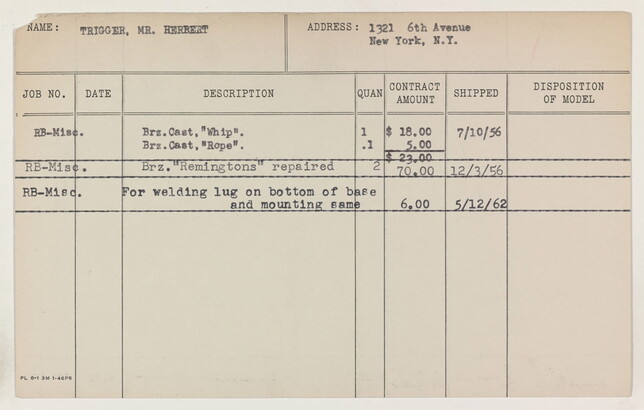 NAME: TRIGGER, MR. HERBERT ADDRESS: 1321 6th Avenue
New York, N.Y.
JOB NO. DATE DESCRIPTION QUAN CONTRACT AMOUNT SHIPPED DISPOSITION OF MODEL
RB-Misc. Brz.Cast,"Whip". 1 $ 18.00 7/10/56
Brz.Cast,"Rope". .1 5.00
$ 23.00
RB-Misc. Brz."Remingtons" repaired 2 70.00 12/3/56
RB-Misc. For welding lug on bottom of base
and mounting same 6.00 5/12/62